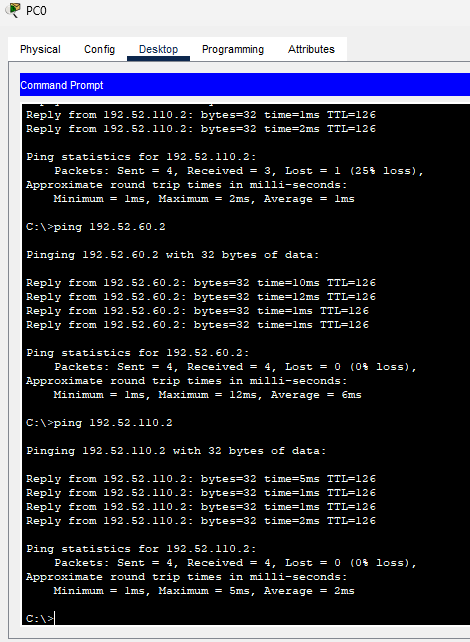 PC0
Physical Config Desktop Programming Attributes
Command Prompt
Reply from 192.52.110.2: bytes=32 time=1ms TTL=126
Reply from 192.52.110.2: bytes=32 time=2ms TTL=126
Ping statistics for 192.52.110.2:
Packets: Sent = 4, Received = 3, Lost = 1 (25% loss),
Approximate round trip times in milli-seconds:
Minimum = 1ms, Maximum = 2ms, Average = 1ms
C:\>ping 192.52.60.2
Pinging 192.52.60.2 with 32 bytes of data:
Reply from 192.52.60.2: bytes=32 time=10ms TTL=126
Reply from 192.52.60.2: bytes=32 time=12ms TTL=126
Reply from 192.52.60.2: bytes=32 time=1ms TTL=126
Reply from 192.52.60.2: bytes=32 time=1ms TTL=126
Ping statistics for 192.52.60.2:
Packets: Sent = 4, Received = 4, Lost = 0 (0% loss),
Approximate round trip times in milli-seconds:
Minimum = 1ms, Maximum = 12ms, Average = 6ms
C:\>ping 192.52.110.2
Pinging 192.52.110.2 with 32 bytes of data:
Reply from 192.52.110.2: bytes=32 time=5ms TTL=126
Reply from 192.52.110.2: bytes=32 time=1ms TTL=126
Reply from 192.52.110.2: bytes=32 time=1ms TTL=126
Reply from 192.52.110.2: bytes=32 time=2ms TTL=126
Ping statistics for 192.52.110.2:
Packets: Sent = 4, Received = 4, Lost = 0 (0% loss),
Approximate round trip times in milli-seconds:
Minimum = 1ms, Maximum = 5ms, Average = 2ms
C:\>